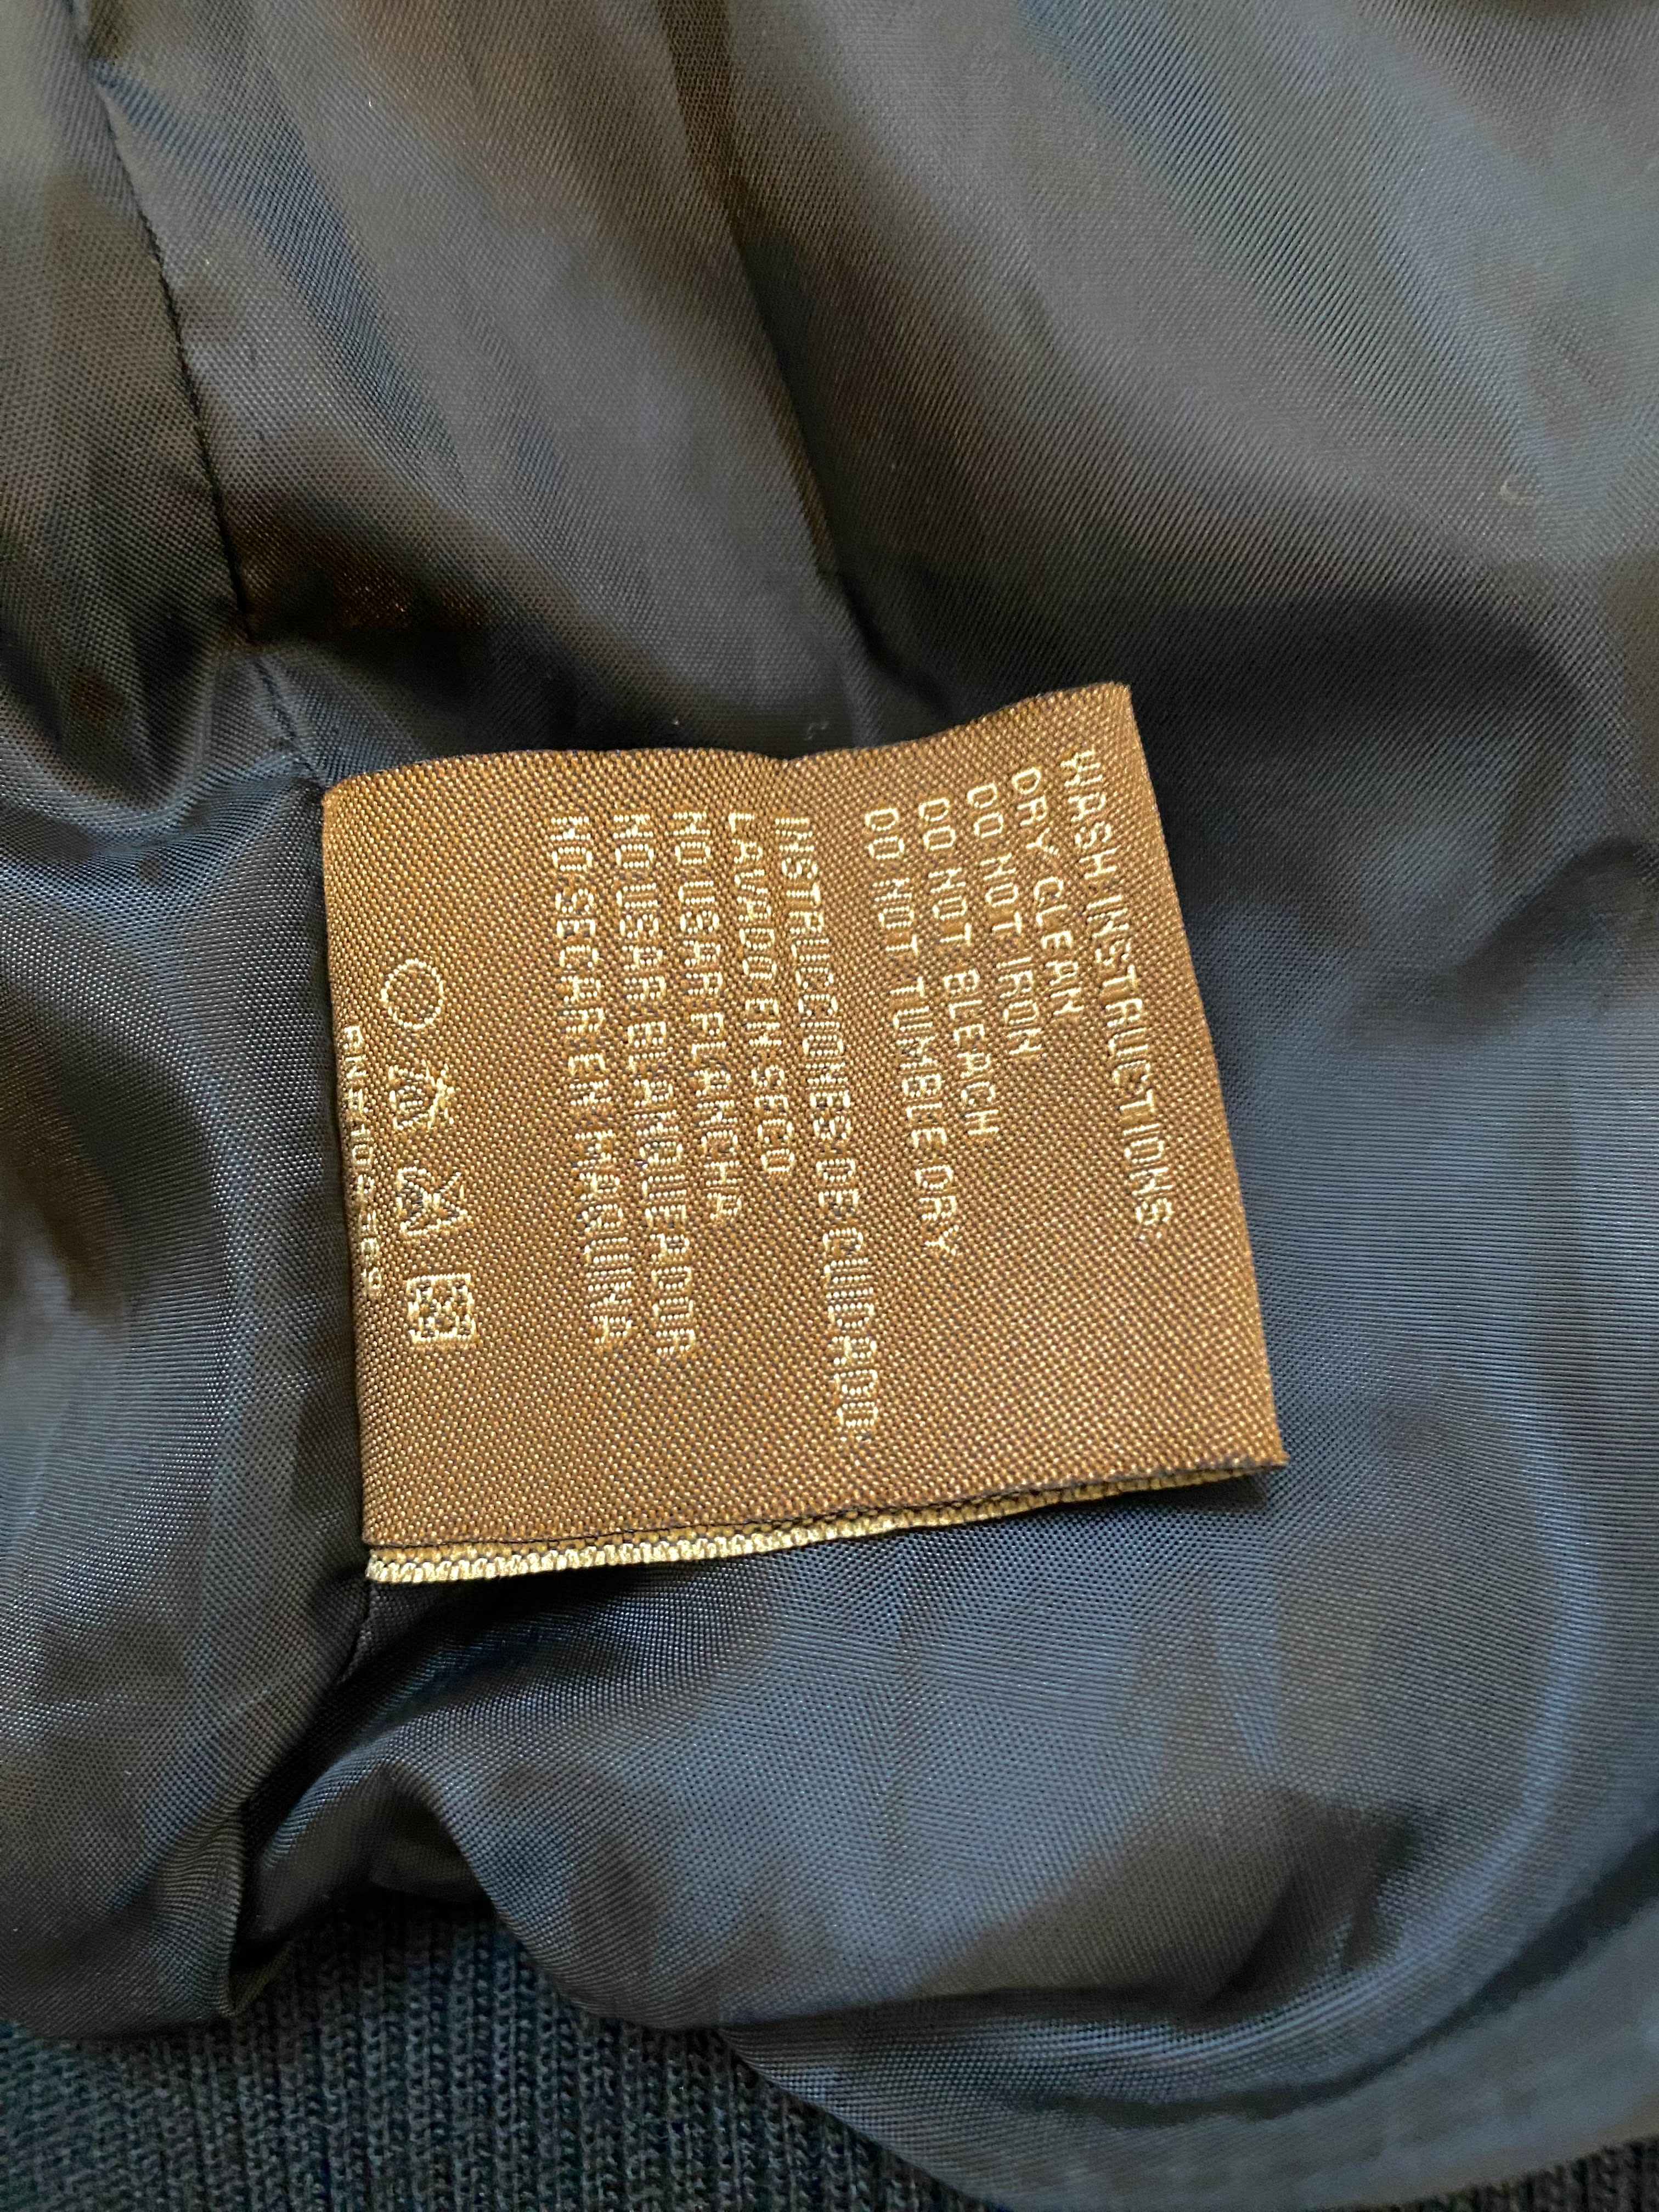 WASH INSTRUCTIONS:
DRY CLEAN
DO NOT IRON
DO NOT BLEACH
DO NOT TUMBLE DRY
INSTRUCCIONES DE CUIDADO
LAVADO EN SECO
NO USAR PLANCHA
NO USAR BLANQUEADOR
NO SECAR EN MAQUINA